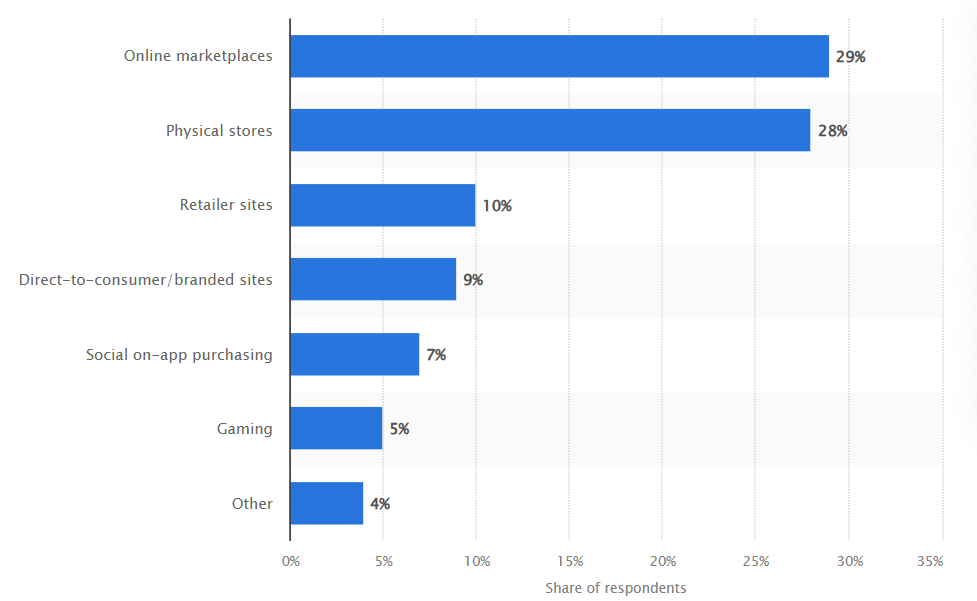 Online marketplaces 29%
Physical stores 28%
Retailer sites 10%
Direct-to-consumer/branded sites 9%
Social on-app purchasing 7%
Gaming 5%
Other 4%
0% 5% 10% 15% 20% 25% 30% 35%
Share of respondents